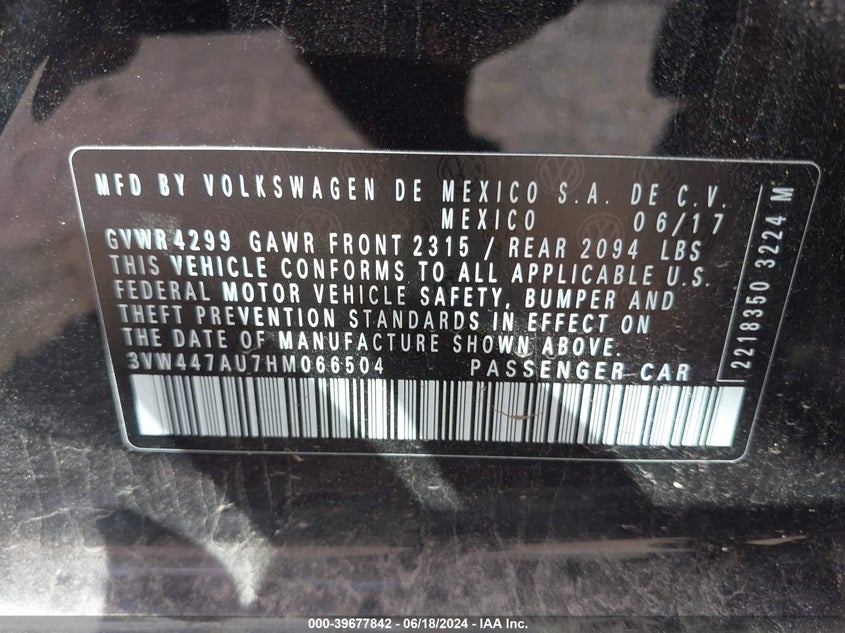 MFD BY VOLKSWAGEN DE MEXICO S.A. DE C.V.
MEXICO 06/17
GVWR4299 GAWR FRONT 2315 / REAR 2094 LBS
THIS VEHICLE CONFORMS TO ALL APPLICABLE U.S.
FEDERAL MOTOR VEHICLE SAFETY, BUMPER AND
THEFT PREVENTION STANDARDS IN EFFECT ON
THE DATE OF MANUFACTURE SHOWN ABOVE.
3VW447AU7HM066504 PASSENGER CAR
2218350 3224 M
000-39677842 - 06/18/2024 - IAA Inc.